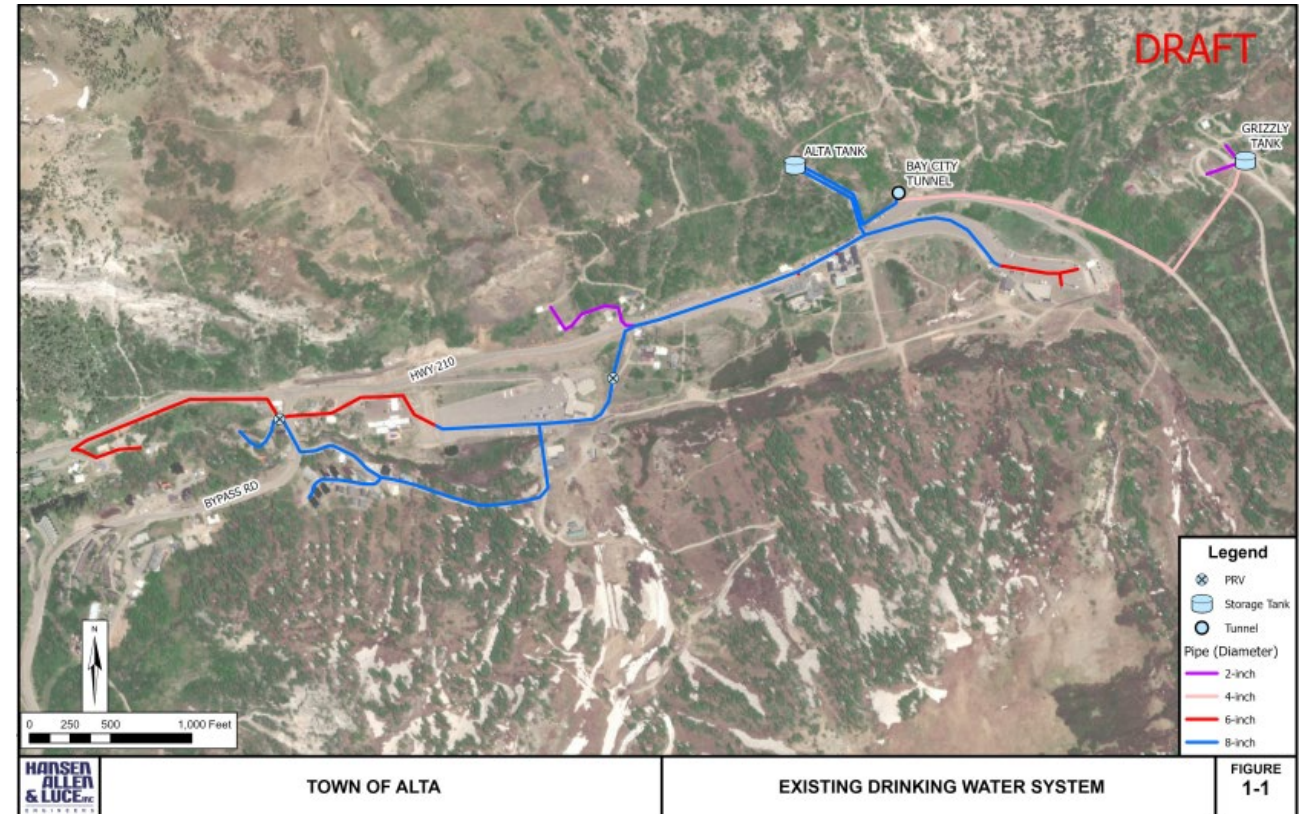 DRAFT
GRIZZLY
TANK
ALTA TANK
BAY CITY
TUNNEL
HWY 210
BYPASS RD
Legend
PRV
Storage Tank
Tunnel
Pipe (Diameter)
2-inch
4-inch
6-inch
8-inch
N
0 250 500 1,000 Feet
HANSEN
ALLEN
& LUCE INC
ENGINEERS
TOWN OF ALTA
EXISTING DRINKING WATER SYSTEM
FIGURE
1-1